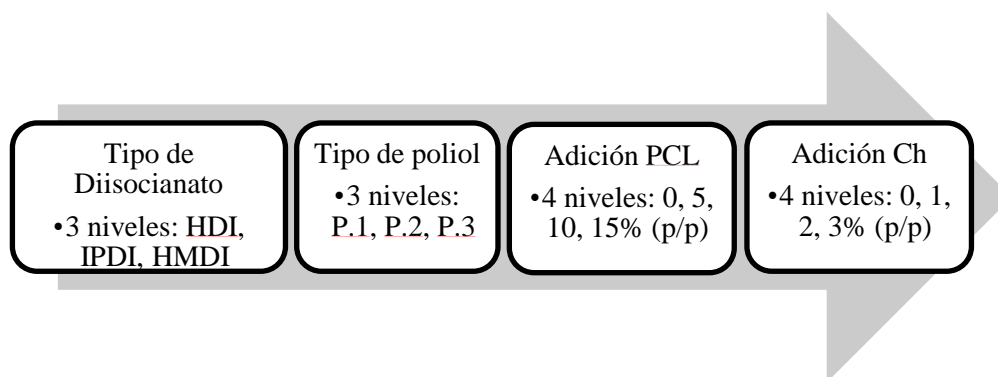 Tipo de
Diisocianato
•3 niveles: HDI,
IPDI, HMDI
Tipo de poliol
•3 niveles:
P.1, P.2, P.3
Adición PCL
•4 niveles: 0, 5,
10, 15% (p/p)
Adición Ch
•4 niveles: 0, 1,
2, 3% (p/p)